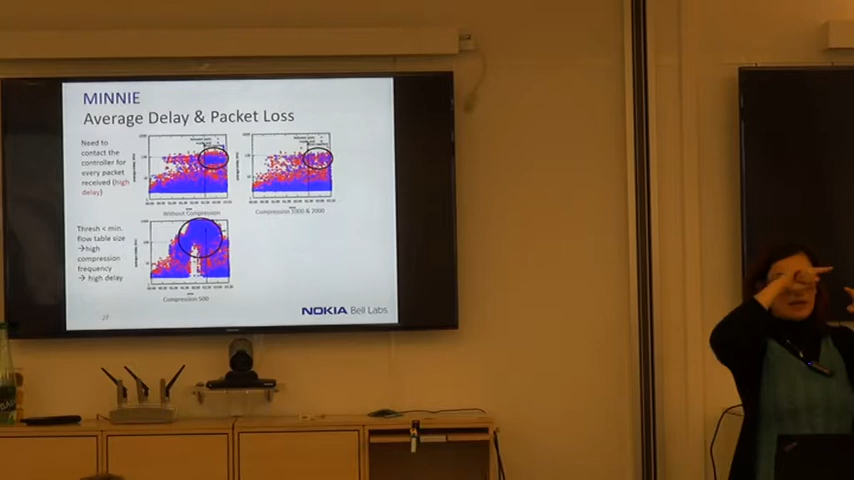 MINNIE
Average Delay & Packet Loss
Need to
contact the
controller for
every packet
received (high
delay)
Without Compression
Compression 1000 & 2000
Thresh < min.
flow table size
→high
compression
frequency
→ high delay
Compression 500
NOKIA Bell Labs